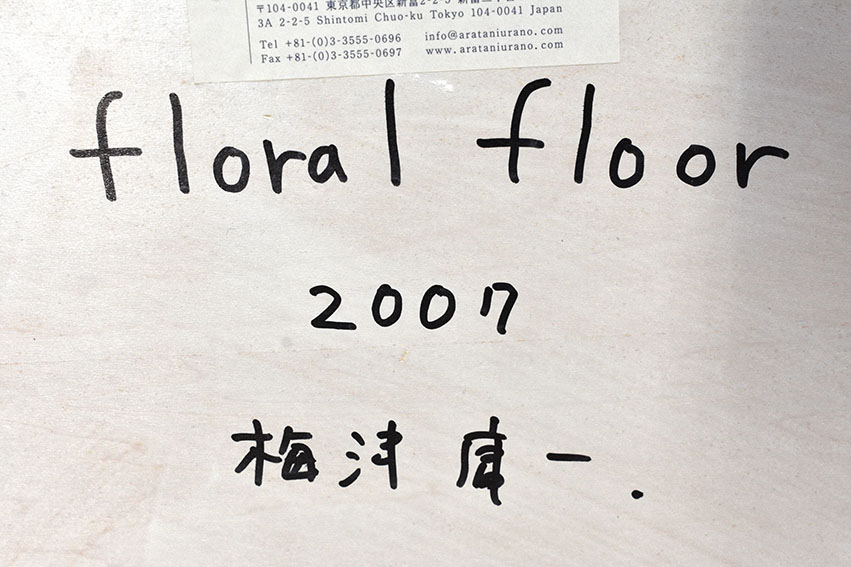 〒104-0041 東京都中央区新富2-2-5
3A 2-2-5 Shintomi Chuo-ku Tokyo 104-0041 Japan
Tel +81-(0)3-3555-0696 info@arataniurano.com
Fax +81-(0)3-3555-0697 www.arataniurano.com
floral floor
2007
梅津庸一.